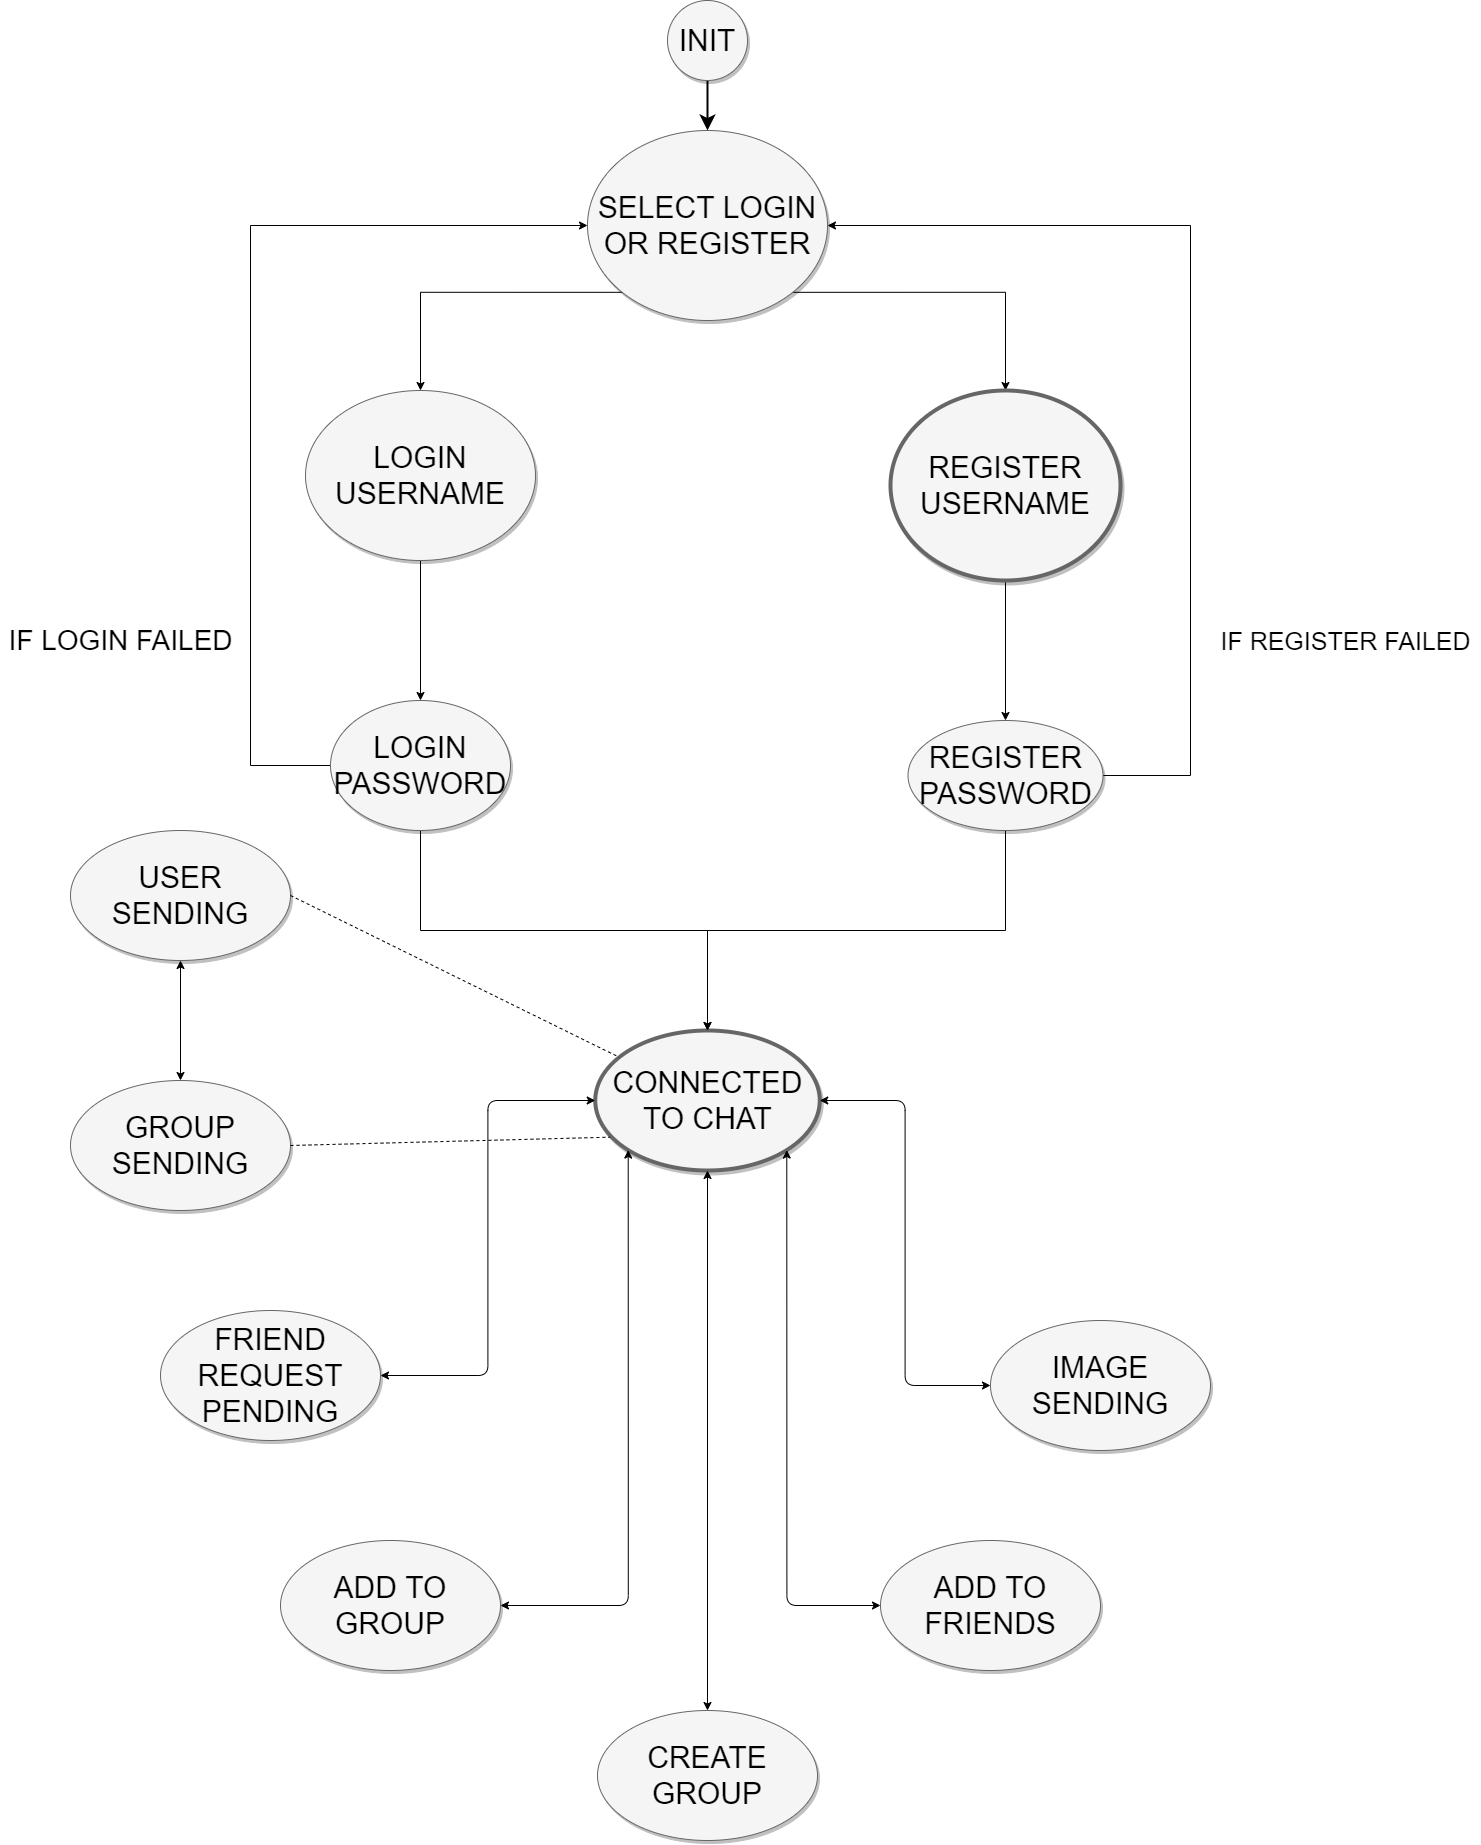 INIT
SELECT LOGIN
OR REGISTER
LOGIN
USERNAME
REGISTER
USERNAME
IF LOGIN FAILED
IF REGISTER FAILED
LOGIN
PASSWORD
REGISTER
PASSWORD
USER
SENDING
CONNECTED
TO CHAT
GROUP
SENDING
FRIEND
REQUEST
PENDING
IMAGE
SENDING
ADD TO
GROUP
ADD TO
FRIENDS
CREATE
GROUP